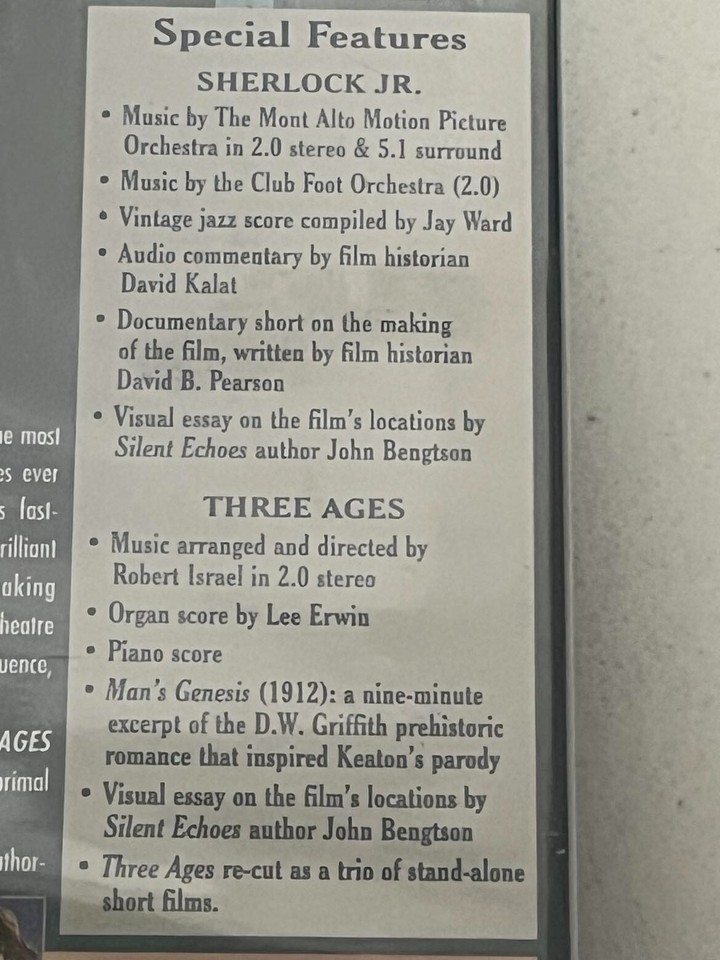 Special Features
SHERLOCK JR.
• Music by The Mont Alto Motion Picture
Orchestra in 2.0 stereo & 5.1 surround
• Music by the Club Foot Orchestra (2.0)
• Vintage jazz score compiled by Jay Ward
• Audio commentary by film historian
David Kalat
• Documentary short on the making
of the film, written by film historian
David B. Pearson
• Visual essay on the film's locations by
Silent Echoes author John Bengtson
THREE AGES
• Music arranged and directed by
Robert Israel in 2.0 stereo
• Organ score by Lee Erwin
• Piano score
• Man's Genesis (1912): a nine-minute
excerpt of the D.W. Griffith prehistoric
romance that inspired Keaton's parody
• Visual essay on the film's locations by
Silent Echoes author John Bengtson
• Three Ages re-cut as a trio of stand-alone
short films.
most
ever
fast-
AGES